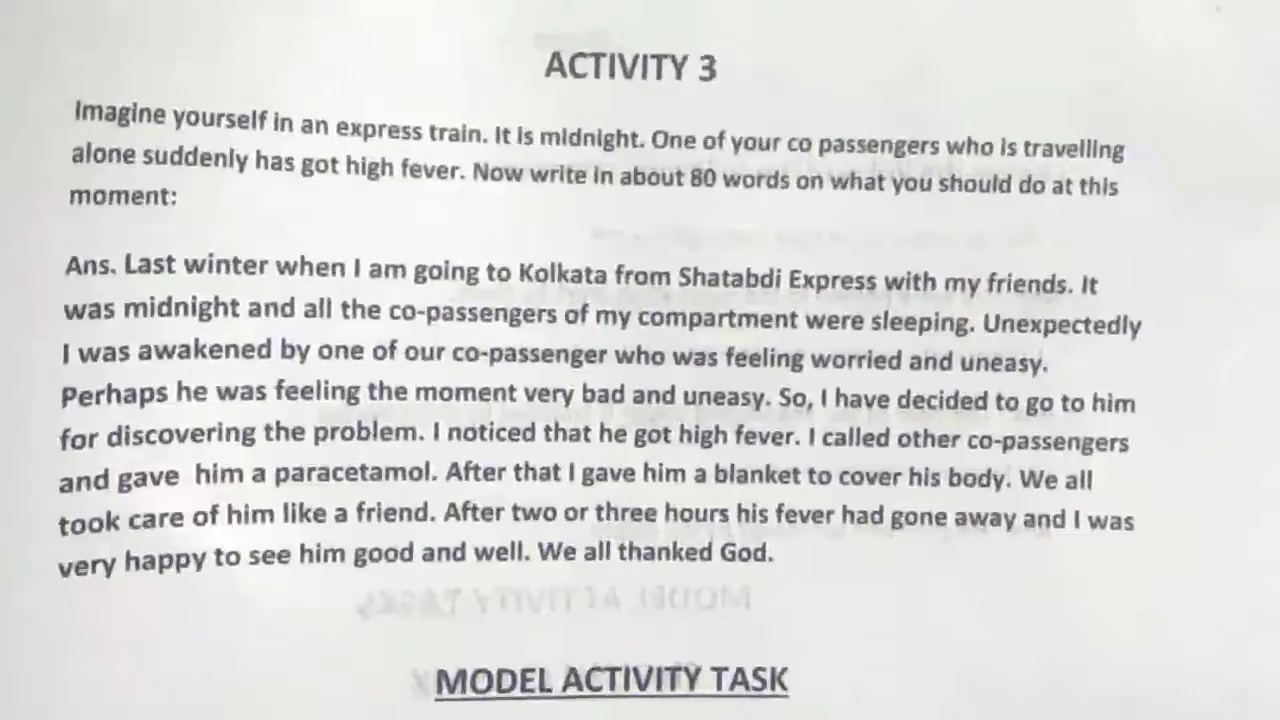 ACTIVITY 3
Imagine yourself in an express train. It is midnight. One of your co passengers who is travelling
alone suddenly has got high fever. Now write in about 80 words on what you should do at this
moment:
Ans. Last winter when I am going to Kolkata from Shatabdi Express with my friends. It
was midnight and all the co-passengers of my compartment were sleeping. Unexpectedly
I was awakened by one of our co-passenger who was feeling worried and uneasy.
Perhaps he was feeling the moment very bad and uneasy. So, I have decided to go to him
for discovering the problem. I noticed that he got high fever. I called other co-passengers
and gave him a paracetamol. After that I gave him a blanket to cover his body. We all
took care of him like a friend. After two or three hours his fever had gone away and I was
very happy to see him good and well. We all thanked God.
MODEL ACTIVITY TASK